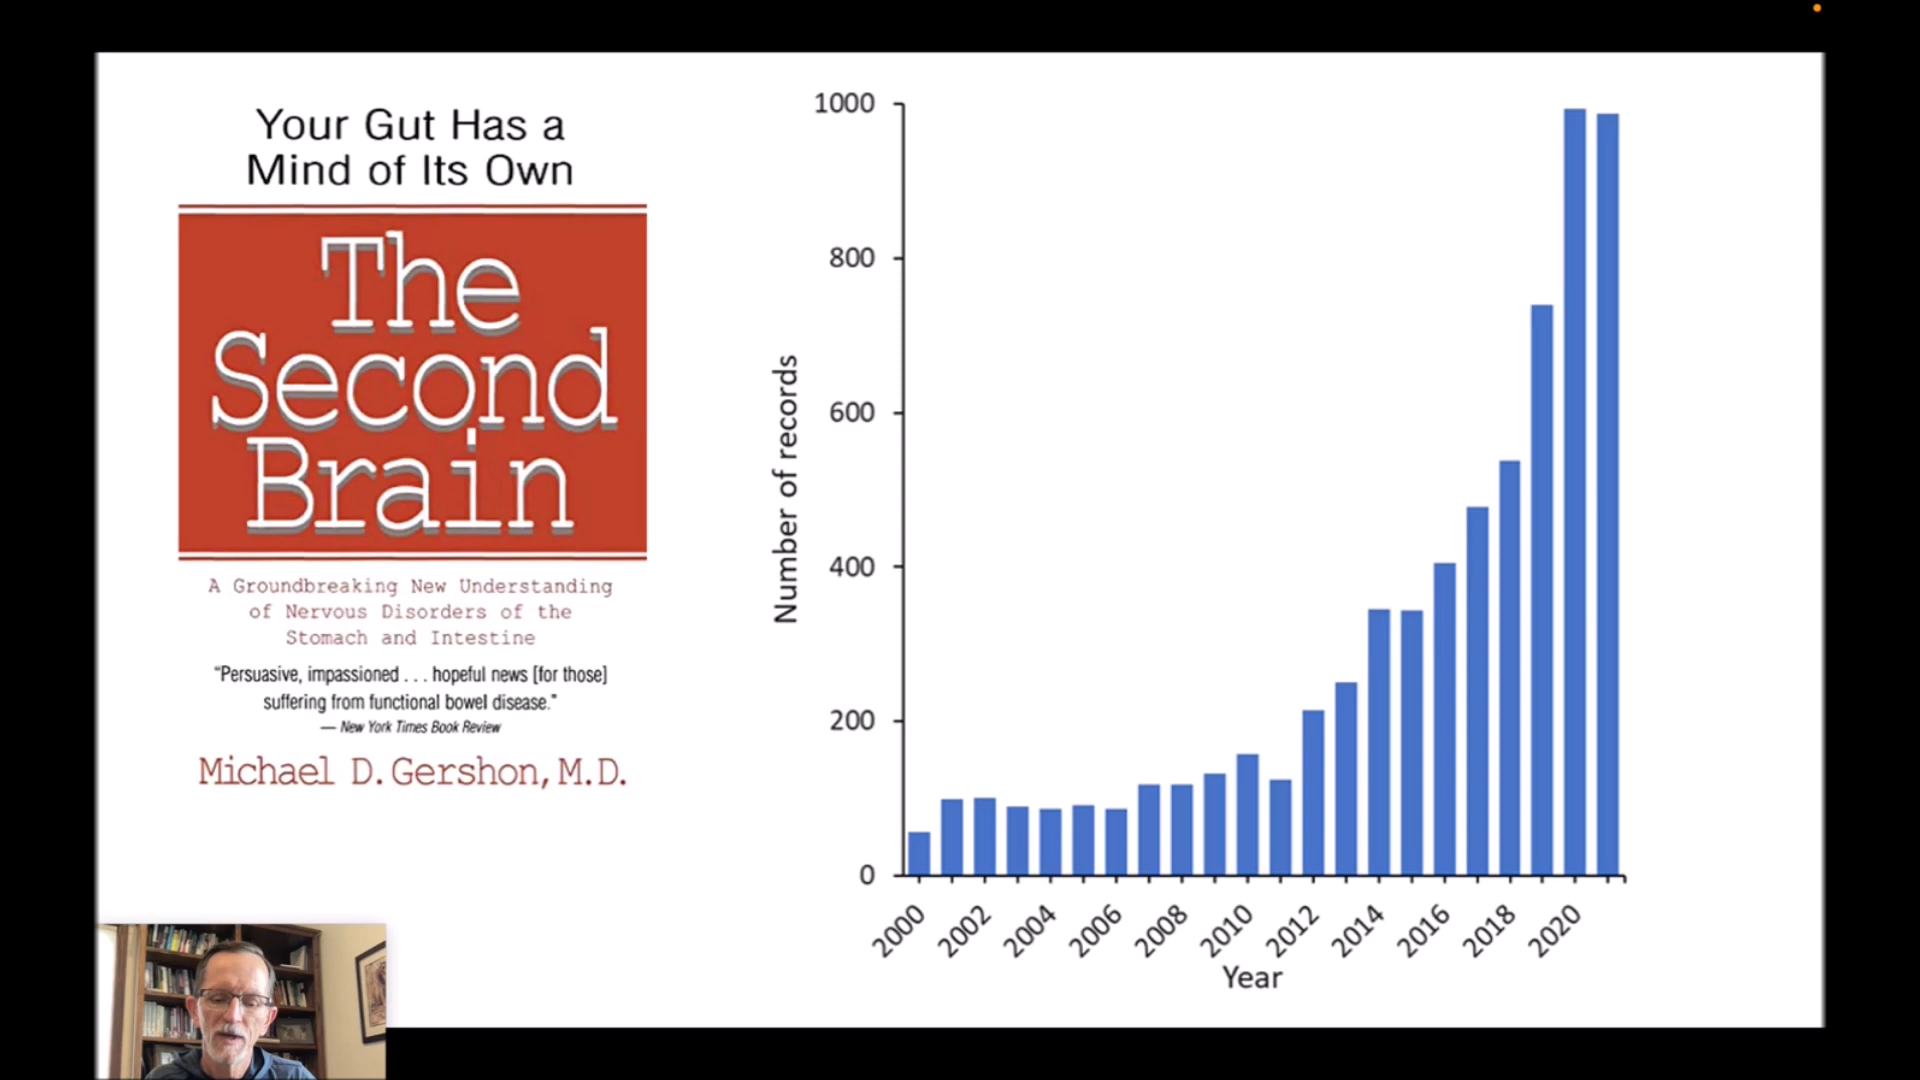 Your Gut Has a
Mind of Its Own
The
Second
Brain
A Groundbreaking New Understanding
of Nervous Disorders of the
Stomach and Intestine
“Persuasive, impassioned . . . hopeful news [for those]
suffering from functional bowel disease.”
— New York Times Book Review
Michael D. Gershon, M.D.
1000
800
600
400
200
0
Number of records
2000
2002
2004
2006
2008
2010
2012
2014
2016
2018
2020
Year